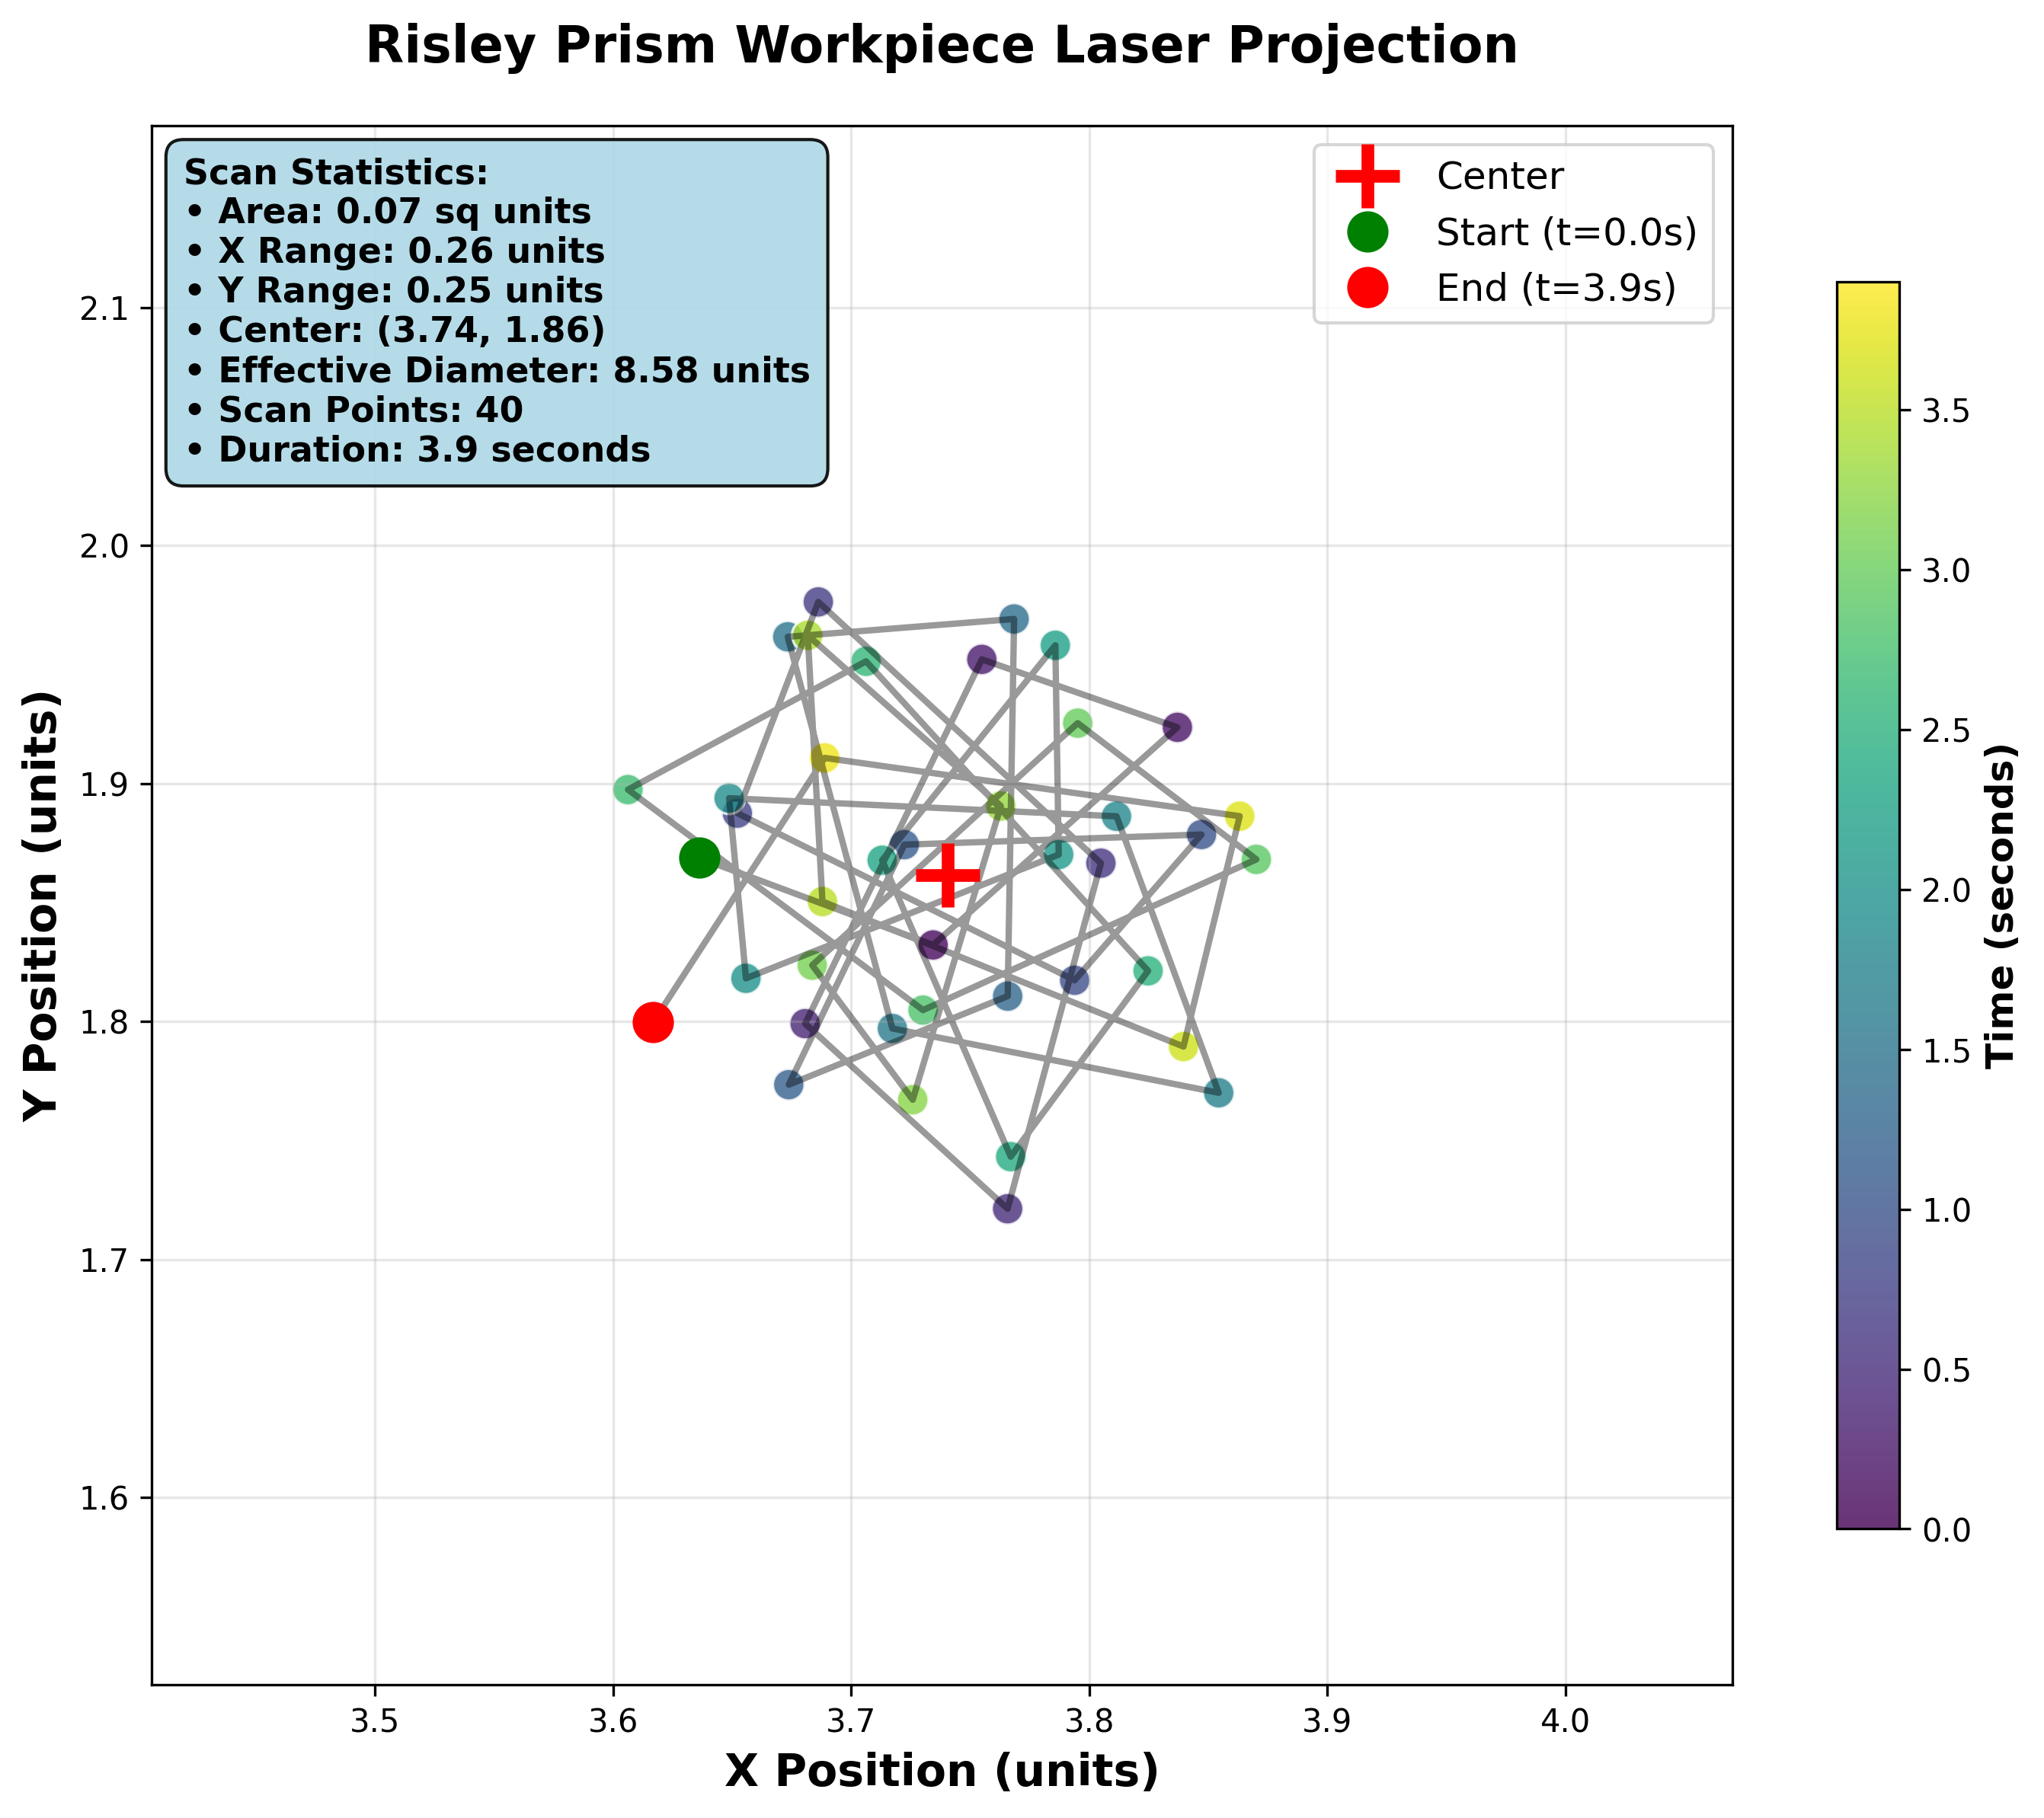 Risley Prism Workpiece Laser Projection
Scan Statistics:
• Area: 0.07 sq units
• X Range: 0.26 units
• Y Range: 0.25 units
• Center: (3.74, 1.86)
• Effective Diameter: 8.58 units
• Scan Points: 40
• Duration: 3.9 seconds
Center
Start (t=0.0s)
End (t=3.9s)
2.1
2.0
1.9
1.8
1.7
1.6
Y Position (units)
3.5
3.6
3.7
3.8
3.9
4.0
X Position (units)
3.5
3.0
2.5
2.0
1.5
1.0
0.5
0.0
Time (seconds)